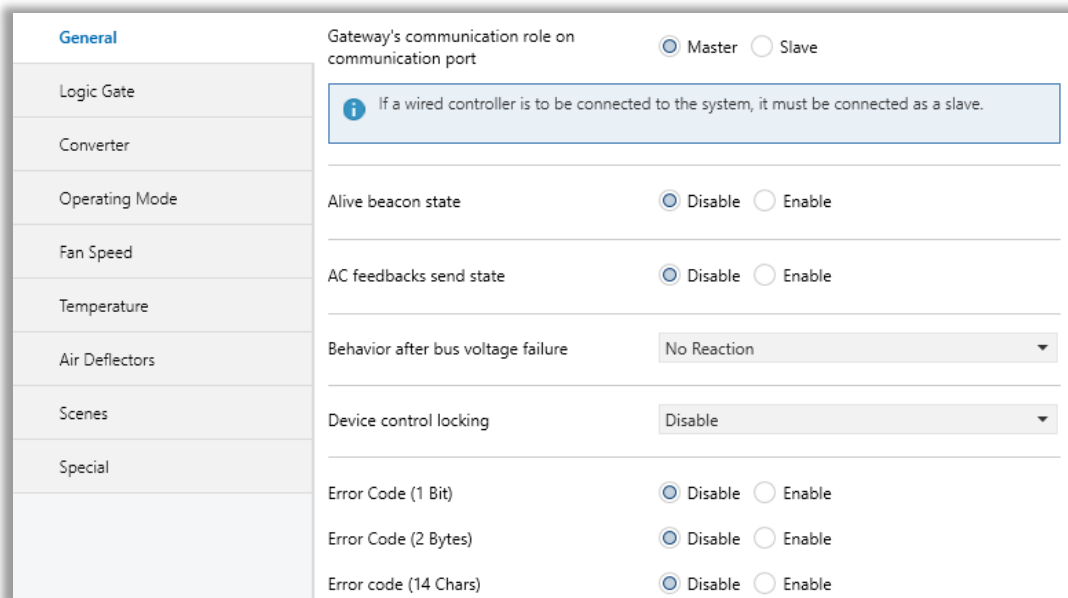 General
Logic Gate
Converter
Operating Mode
Fan Speed
Temperature
Air Deflectors
Scenes
Special
Gateway's communication role on
communication port
Master Slave
If a wired controller is to be connected to the system, it must be connected as a slave.
Alive beacon state Disable Enable
AC feedbacks send state Disable Enable
Behavior after bus voltage failure No Reaction
Device control locking Disable
Error Code (1 Bit) Disable Enable
Error Code (2 Bytes) Disable Enable
Error code (14 Chars) Disable Enable